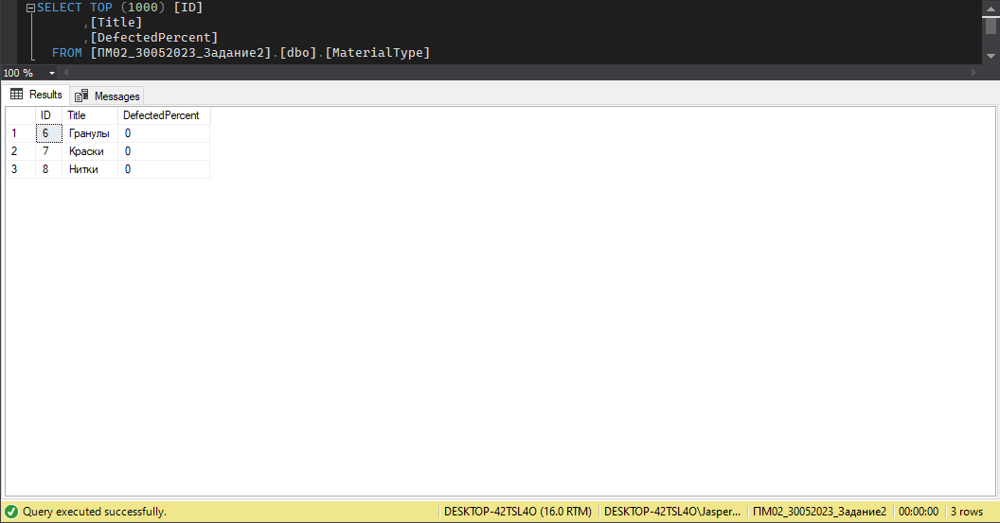 SELECT TOP (1000) [ID]
,[Title]
,[DefectedPercent]
FROM [ПМ02_30052023_Задание2].[dbo].[MaterialType]
100 %
Results Messages
ID Title DefectedPercent
1 6 Гранулы 0
2 7 Краски 0
3 8 Нитки 0
Query executed successfully. DESKTOP-42TSL4O (16.0 RTM) DESKTOP-42TSL4O\Jasper... ПМ02_30052023_Задание2 00:00:00 3 rows